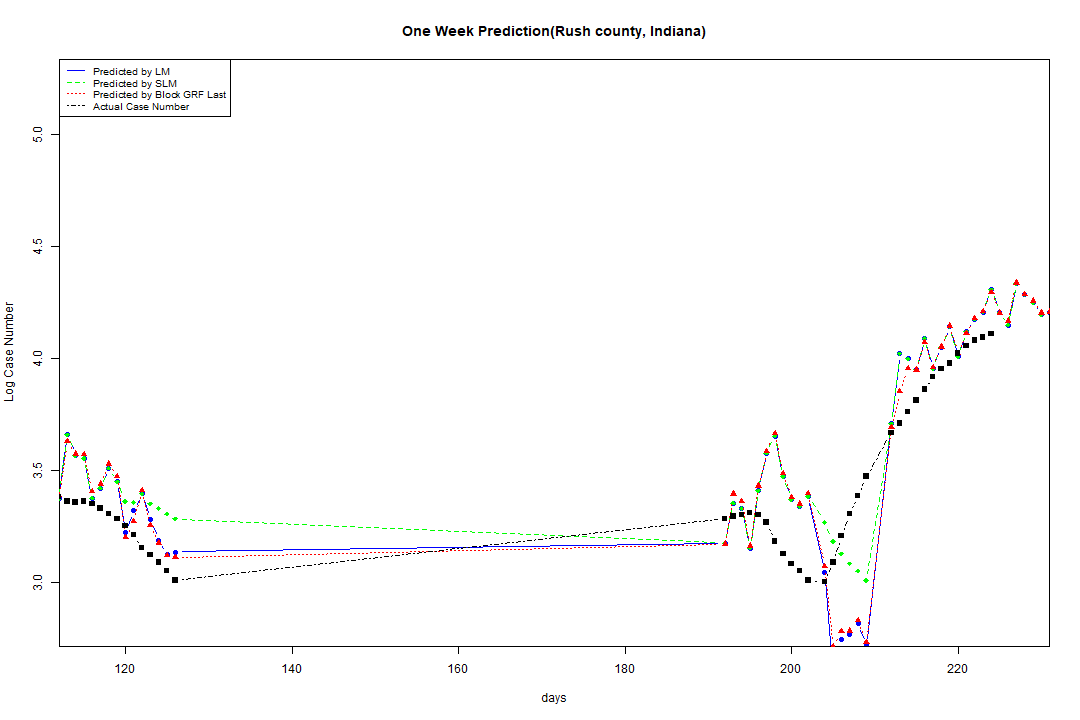 One Week Prediction(Rush county, Indiana)
Predicted by LM
Predicted by SLM
Predicted by Block GRF Last
Actual Case Number
5.0
4.5
4.0
3.5
3.0
Log Case Number
120 140 160 180 200 220
days